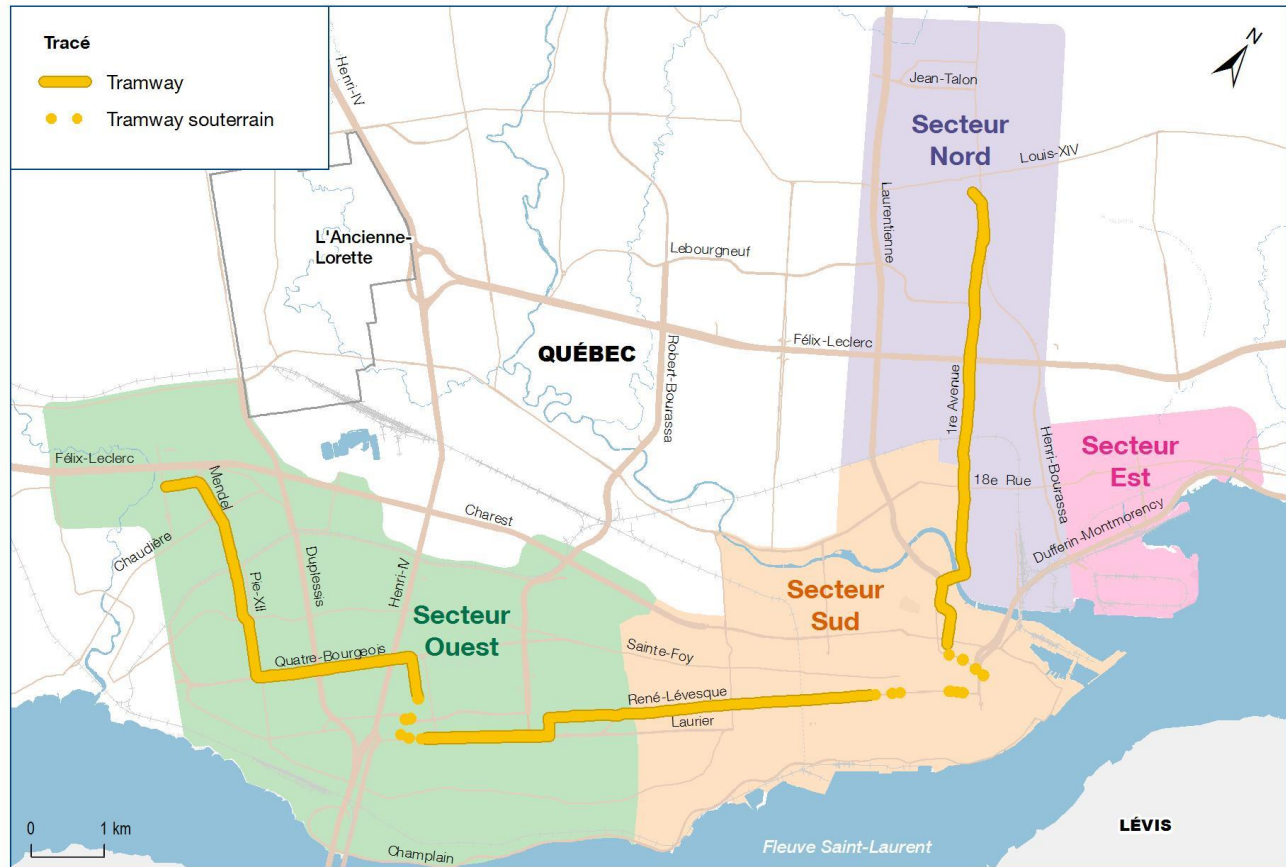 Tracé
Tramway
Tramway souterrain
N
Henri-IV
Jean-Talon
Secteur
Nord
Louis-XIV
Laurentienne
L'Ancienne-
Lorette
Lebourgneuf
QUÉBEC
Robert-Bourassa
Félix-Leclerc
1re Avenue
Henri-Bourassa
Secteur
Est
18e Rue
Dufferin-Montmorency
Félix-Leclerc
Mendel
Charest
Chaudière
Duplessis
Henri-IV
Pie-XII
Secteur
Ouest
Secteur
Sud
Quatre-Bourgeois
Sainte-Foy
René-Lévesque
Laurier
0
1 km
Champlain
Fleuve Saint-Laurent
LÉVIS